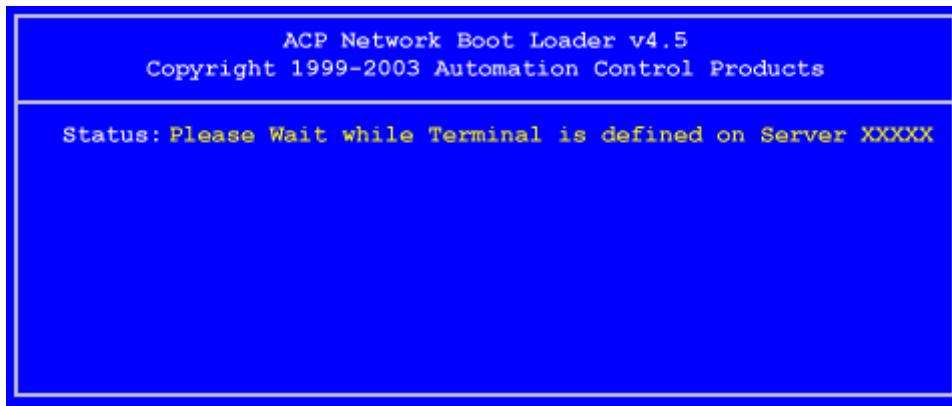 ACP Network Boot Loader v4.5
Copyright 1999-2003 Automation Control Products
Status: Please Wait while Terminal is defined on Server XXXXX